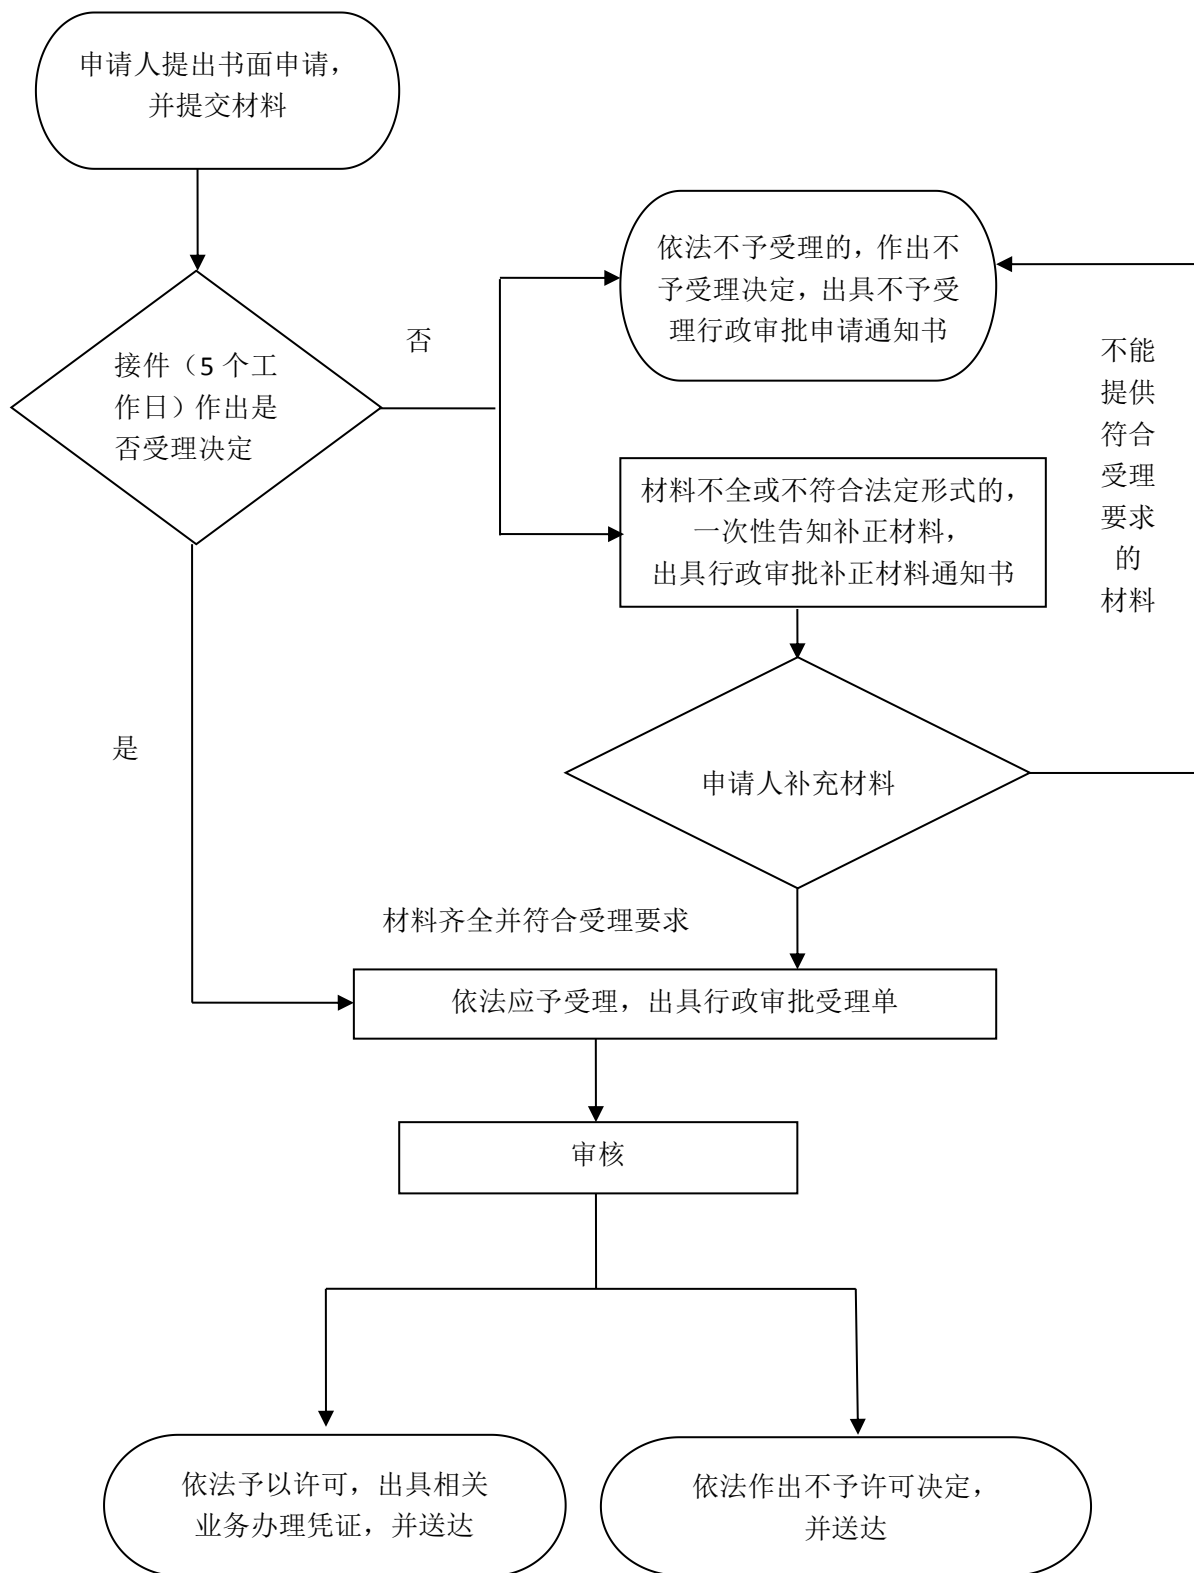 申请人提出书面申请，
并提交材料
依法不予受理的，作出不
予受理决定，出具不予受
理行政审批申请通知书
否
接件（5 个工
作日）作出是
否受理决定
不能
提供
符合
受理
要求
的
材料
材料不全或不符合法定形式的，
一次性告知补正材料，
出具行政审批补正材料通知书
是
申请人补充材料
材料齐全并符合受理要求
依法应予受理，出具行政审批受理单
审核
依法予以许可，出具相关
业务办理凭证，并送达
依法作出不予许可决定，
并送达